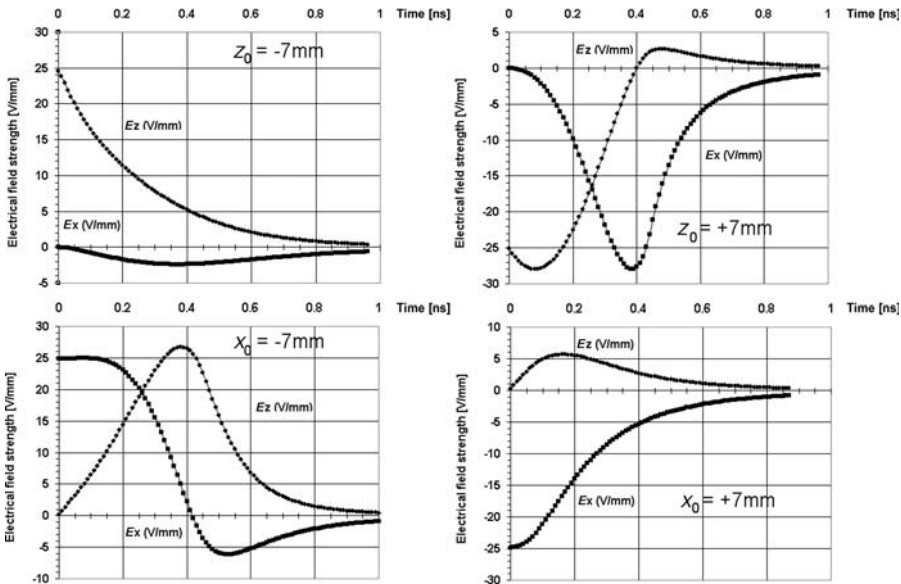 0 0.2 0.4 0.6 0.8 1 Time [ns]
Electrical field strength [V/mm]
30
25
20
15
10
5
0
-5
z0 = -7mm
Ez (V/mm)
Ex (V/mm)
0 0.2 0.4 0.6 0.8 1 Time [ns]
Electrical field strength [V/mm]
5
0
-5
-10
-15
-20
-25
-30
Ez (V/mm)
Ex (V/mm)
z0 = +7mm
0 0.2 0.4 0.6 0.8 1 Time [ns]
Electrical field strength [V/mm]
30
25
20
15
10
5
0
-5
-10
x0 = -7mm
Ez (V/mm)
Ex (V/mm)
0 0.2 0.4 0.6 0.8 1 Time [ns]
Electrical field strength [V/mm]
10
5
0
-5
-10
-15
-20
-25
-30
Ez (V/mm)
Ex (V/mm)
x0 = +7mm